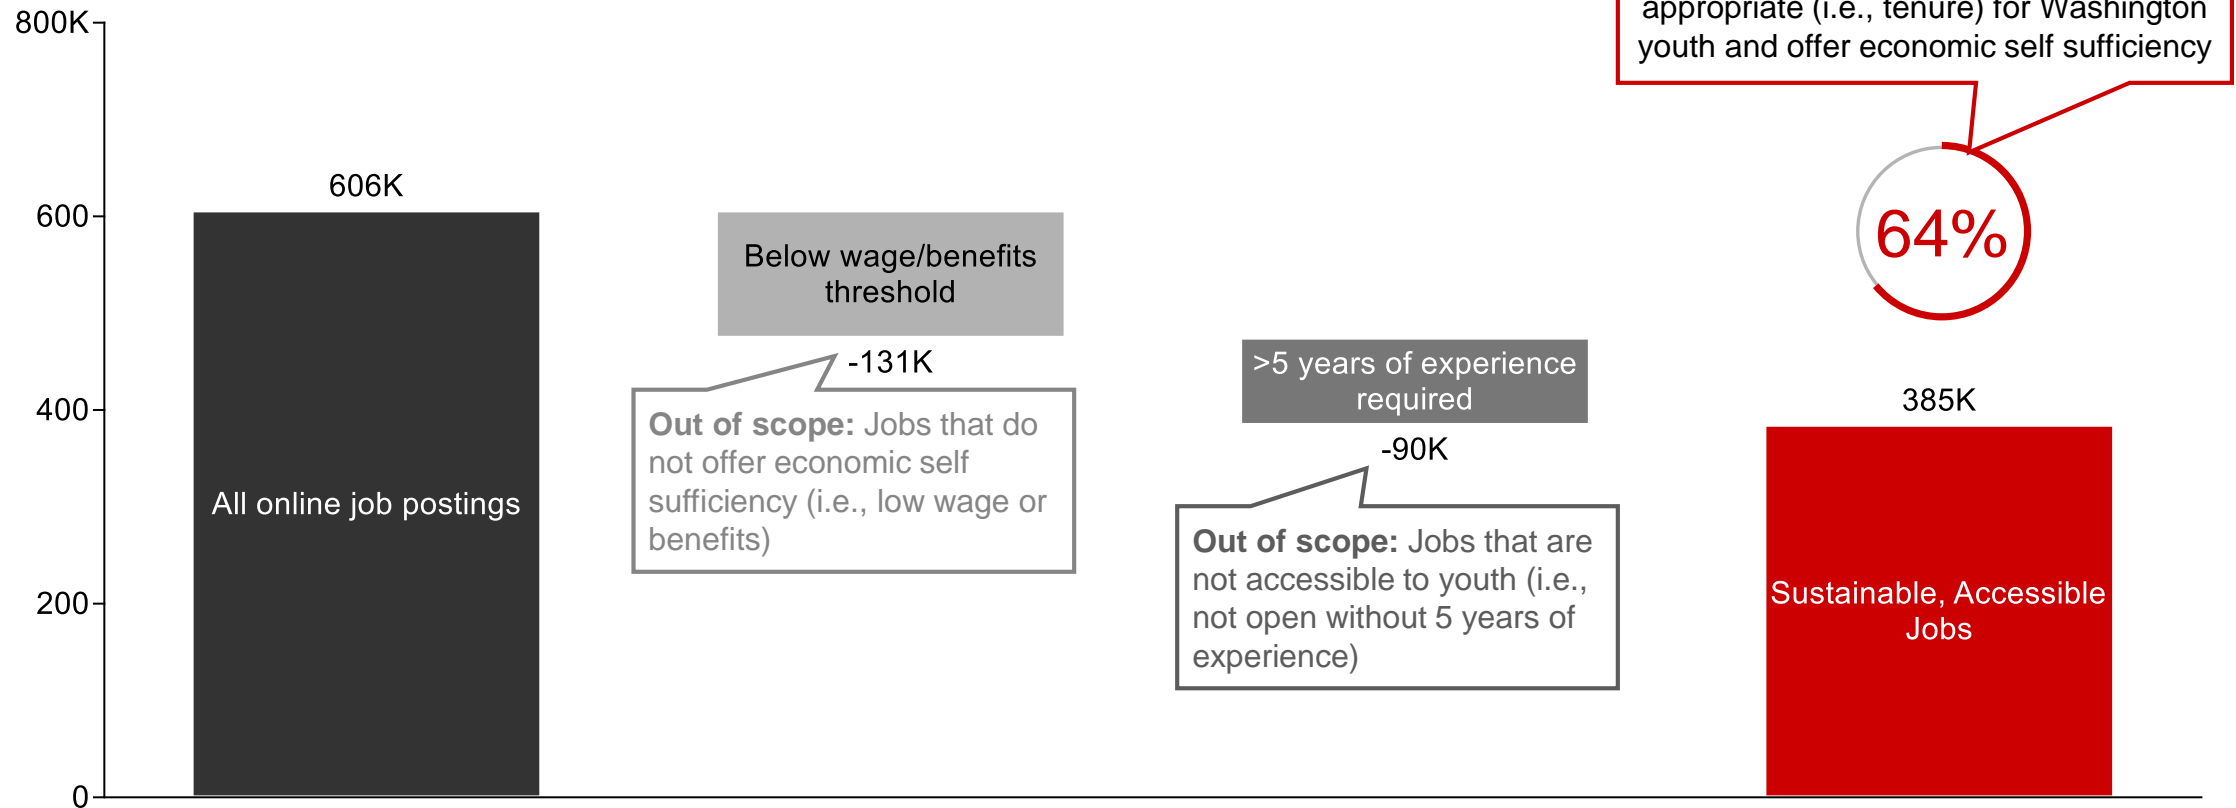 appropriate (i.e., tenure) for Washington
youth and offer economic self sufficiency
800K
600
400
200
0
606K
All online job postings
Below wage/benefits
threshold
-131K
Out of scope: Jobs that do
not offer economic self
sufficiency (i.e., low wage or
benefits)
>5 years of experience
required
-90K
Out of scope: Jobs that are
not accessible to youth (i.e.,
not open without 5 years of
experience)
64%
385K
Sustainable, Accessible
Jobs